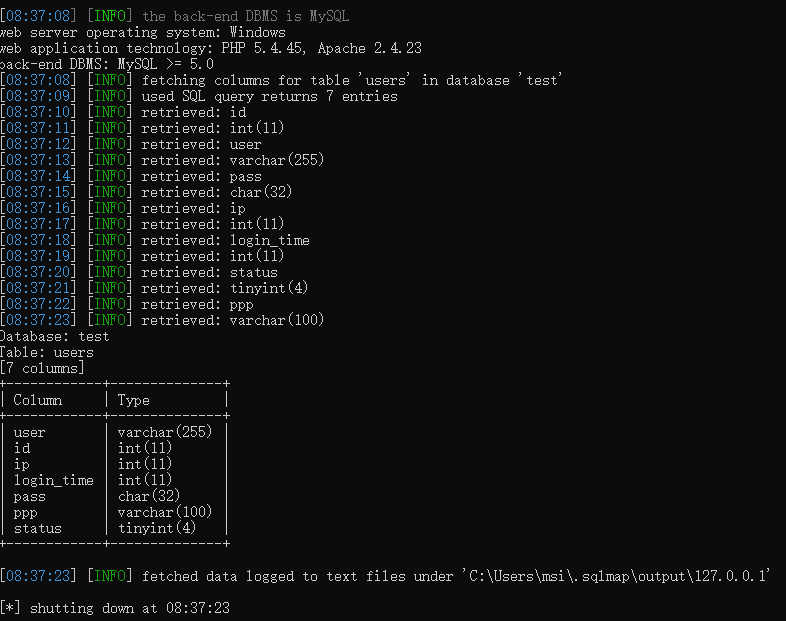 [08:37:08] [INFO] the back-end DBMS is MySQL
web server operating system: Windows
web application technology: PHP 5.4.45, Apache 2.4.23
back-end DBMS: MySQL >= 5.0
[08:37:08] [INFO] fetching columns for table 'users' in database 'test'
[08:37:09] [INFO] used SQL query returns 7 entries
[08:37:10] [INFO] retrieved: id
[08:37:11] [INFO] retrieved: int(11)
[08:37:12] [INFO] retrieved: user
[08:37:13] [INFO] retrieved: varchar(255)
[08:37:14] [INFO] retrieved: pass
[08:37:15] [INFO] retrieved: char(32)
[08:37:16] [INFO] retrieved: ip
[08:37:17] [INFO] retrieved: int(11)
[08:37:18] [INFO] retrieved: login_time
[08:37:19] [INFO] retrieved: int(11)
[08:37:20] [INFO] retrieved: status
[08:37:21] [INFO] retrieved: tinyint(4)
[08:37:22] [INFO] retrieved: ppp
[08:37:23] [INFO] retrieved: varchar(100)
Database: test
Table: users
[7 columns]
+------------+--------------+
| Column     | Type         |
+------------+--------------+
| user       | varchar(255) |
| id         | int(11)      |
| ip         | int(11)      |
| login_time | int(11)      |
| pass       | char(32)     |
| ppp        | varchar(100) |
| status     | tinyint(4)   |
+------------+--------------+
[08:37:23] [INFO] fetched data logged to text files under 'C:\Users\msi\.sqlmap\output\127.0.0.1'
[*] shutting down at 08:37:23